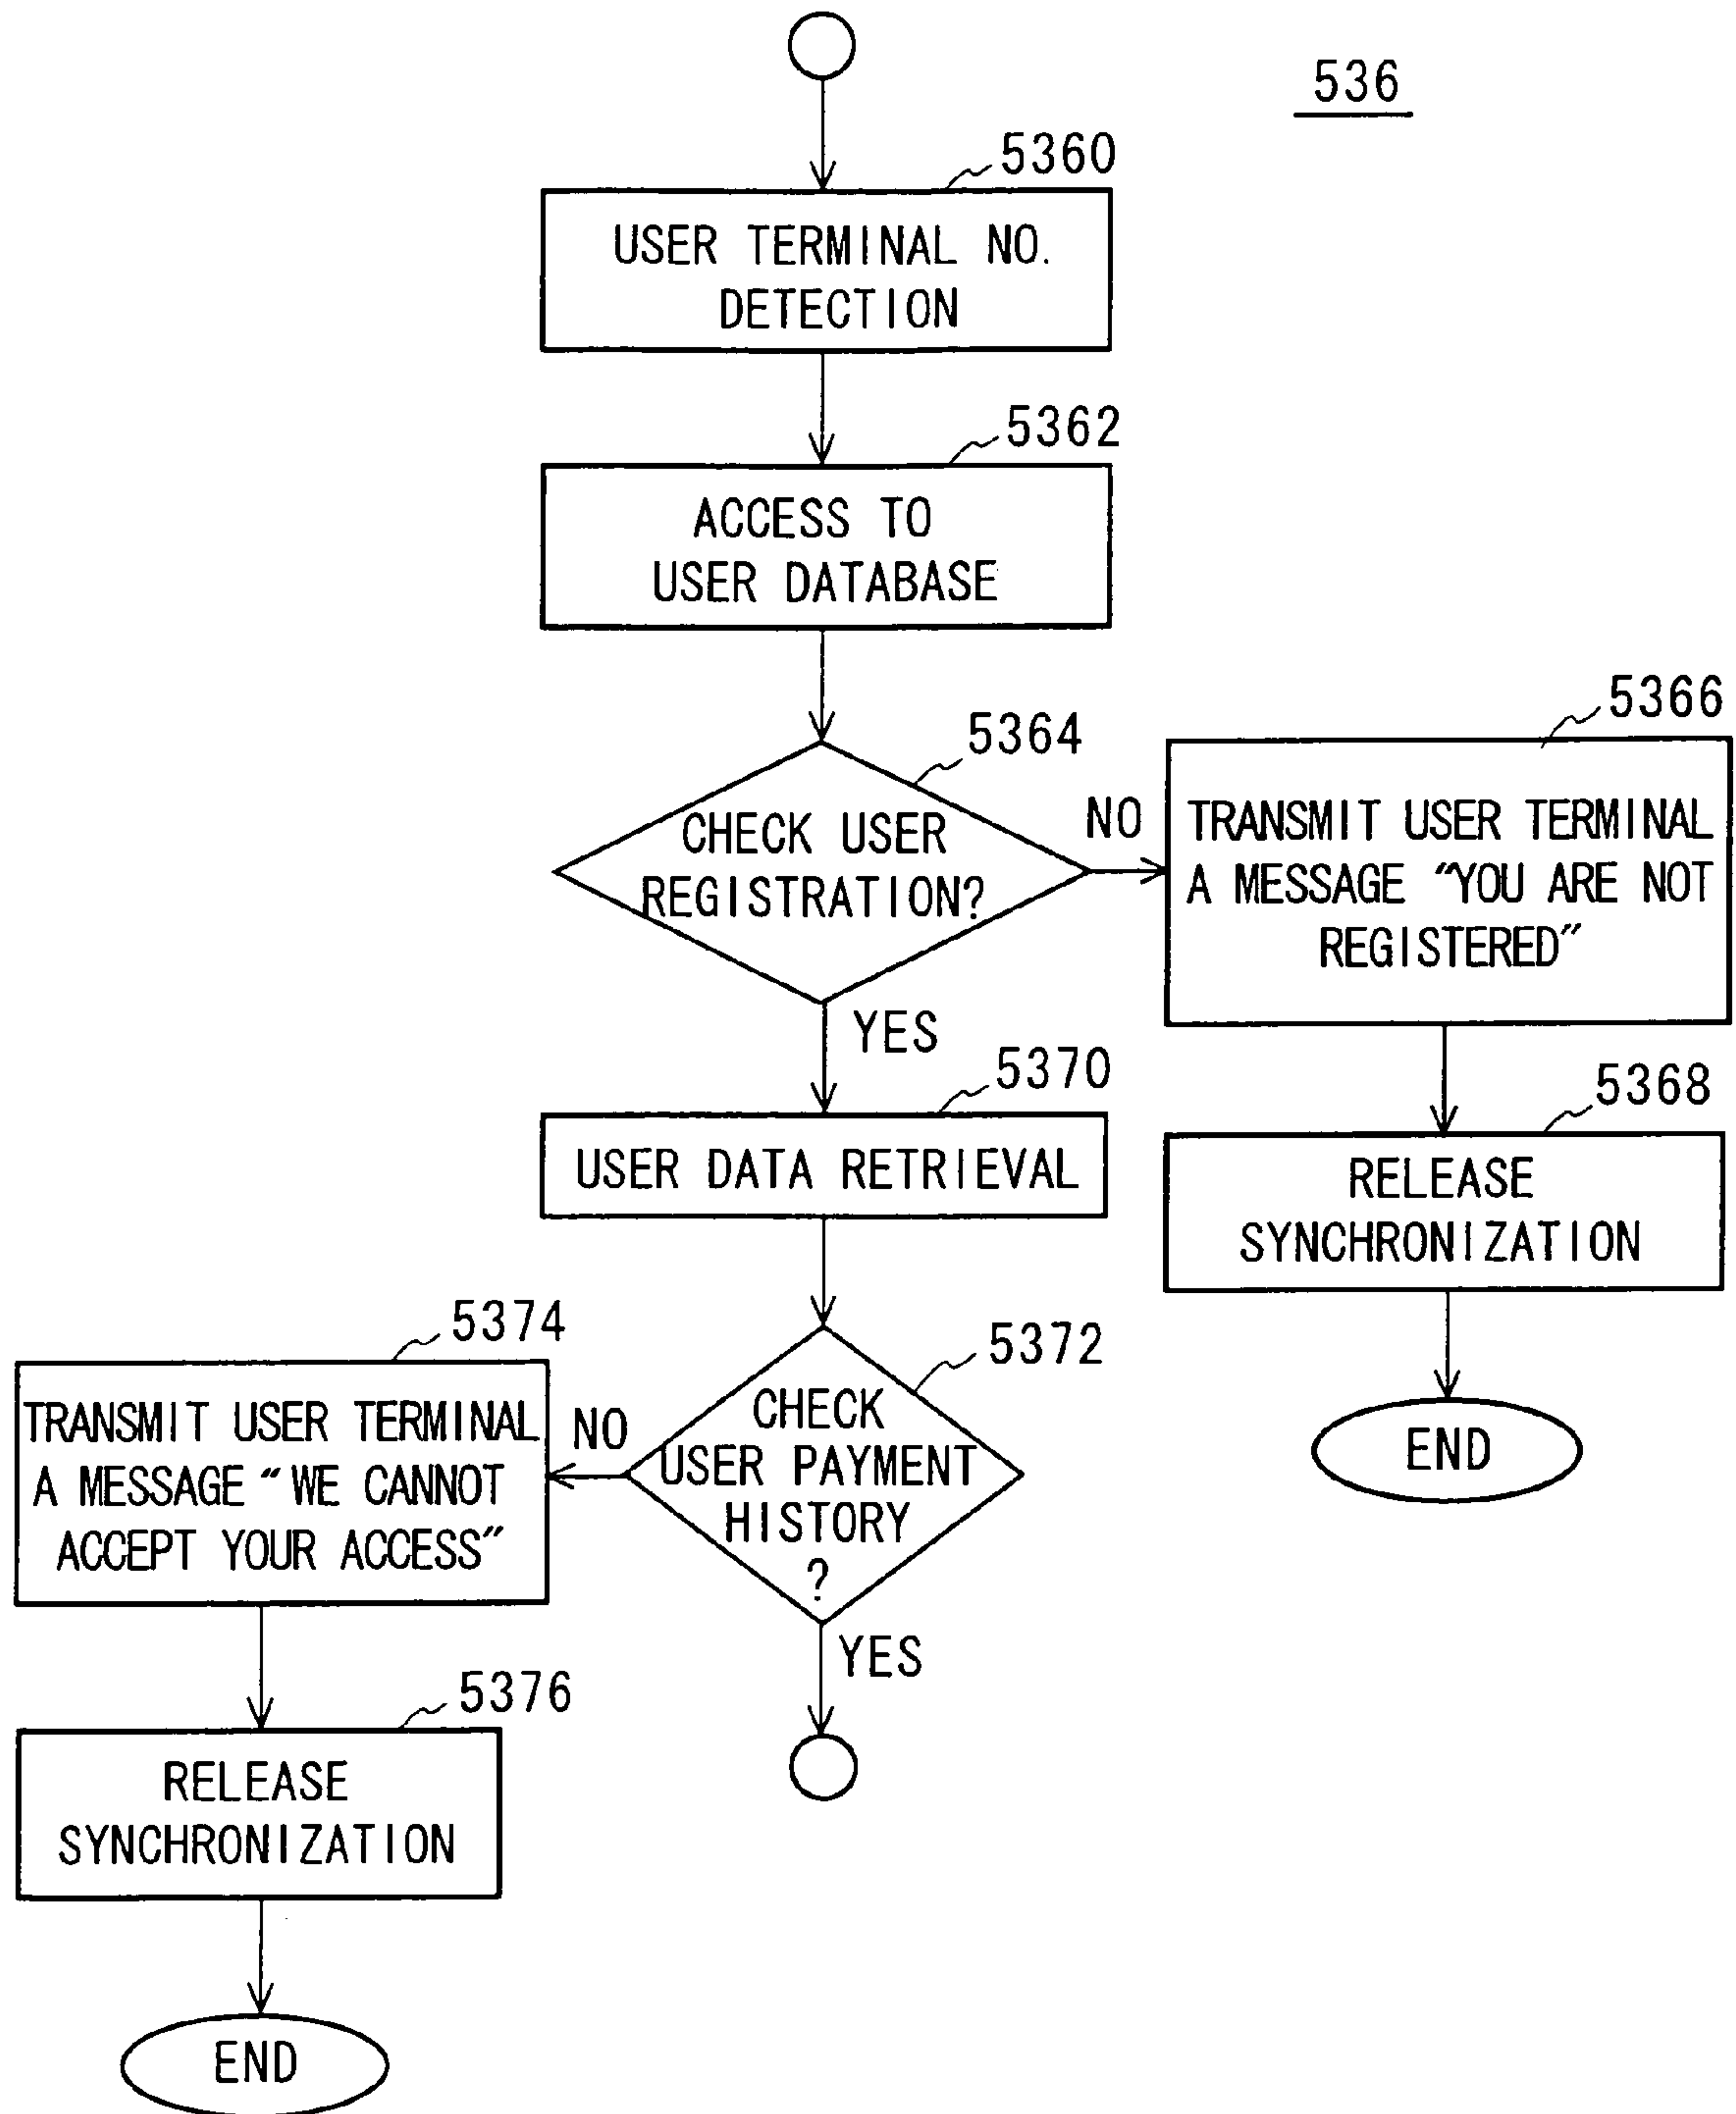 536
5360
USER TERMINAL NO.
DETECTION
5362
ACCESS TO
USER DATABASE
5364
CHECK USER
REGISTRATION?
NO
5366
TRANSMIT USER TERMINAL
A MESSAGE "YOU ARE NOT
REGISTERED"
YES
5368
RELEASE
SYNCHRONIZATION
END
5370
USER DATA RETRIEVAL
5372
CHECK
USER PAYMENT
HISTORY
?
NO
5374
TRANSMIT USER TERMINAL
A MESSAGE "WE CANNOT
ACCEPT YOUR ACCESS"
YES
5376
RELEASE
SYNCHRONIZATION
END